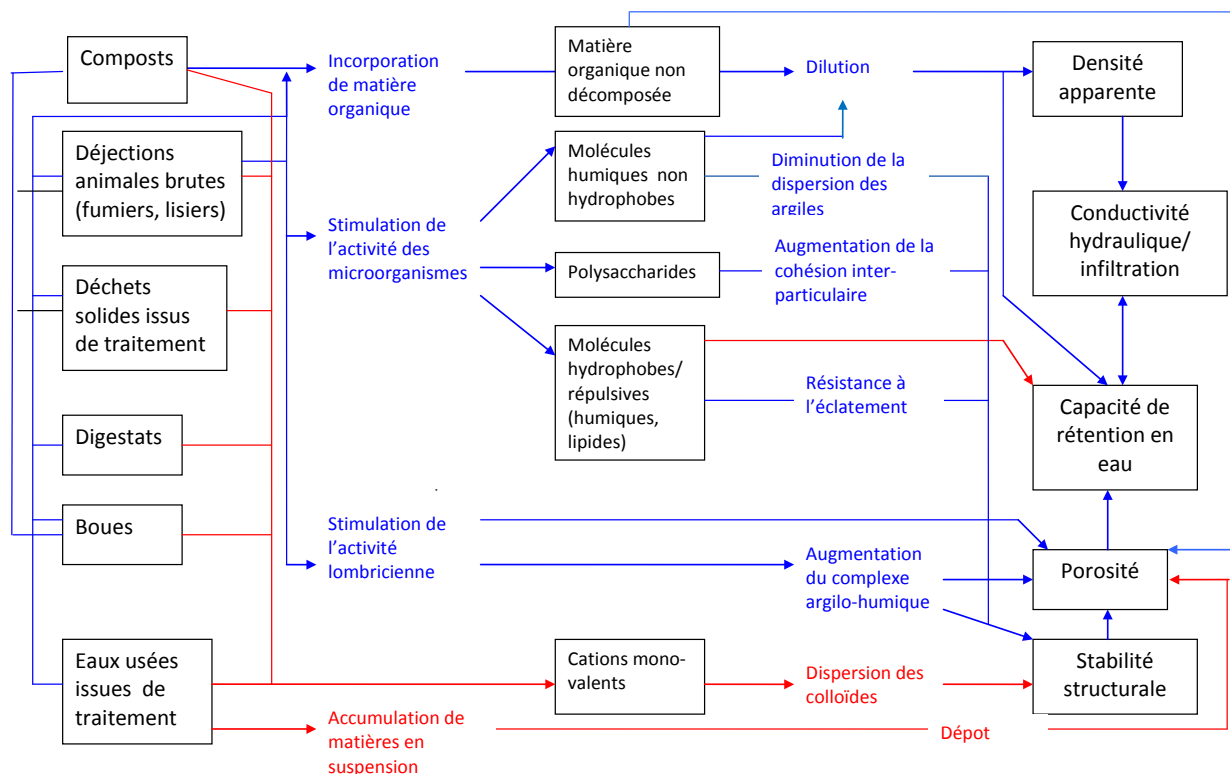 Composts
Déjections
animales brutes
(fumiers, lisiers)
Déchets
solides issus
de traitement
Digestats
Boues
Eaux usées
issues de
traitement
Incorporation
de matière
organique
Stimulation de
l’activité des
microorganismes
Stimulation de
l’activité
lombricienne
Accumulation de
matières en
suspension
Matière
organique non
décomposée
Molécules
humiques non
hydrophobes
Polysaccharides
Molécules
hydrophobes/
répulsives
(humiques,
lipides)
Cations mono-
valents
Dilution
Diminution de la
dispersion des
argiles
Augmentation de la
cohésion inter-
particulaire
Résistance à
l’éclatement
Augmentation
du complexe
argilo-humique
Dispersion des
colloïdes
Dépot
Densité
apparente
Conductivité
hydraulique/
infiltration
Capacité de
rétention en
eau
Porosité
Stabilité
structurale